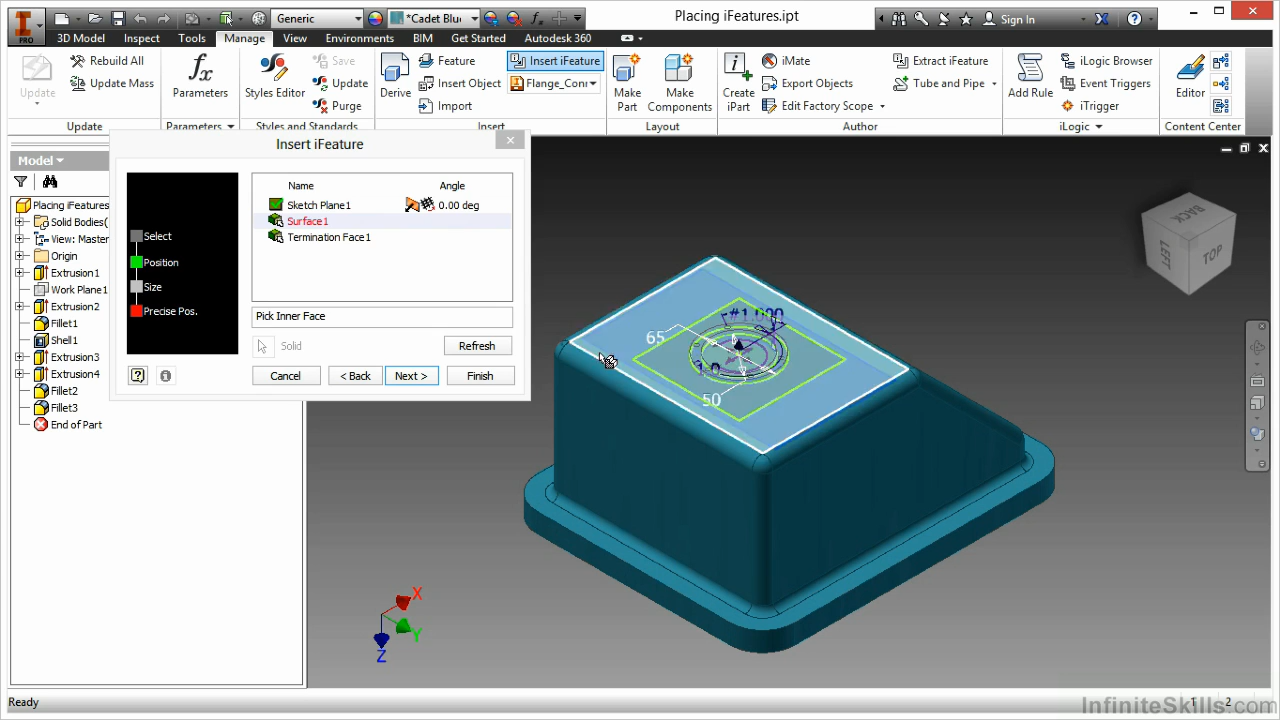 PRO
Generic
*Cadet Blue
Placing iFeatures.ipt
Sign In
3D Model Inspect Tools Manage View Environments BIM Get Started Autodesk 360
Update
Rebuild All
Update Mass
Update
Parameters
Parameters
Styles Editor
Save
Update
Purge
Styles and Standards
Derive
Feature
Insert Object
Import
Insert iFeature
Flange_Conn
Insert
Make Part
Make Components
Layout
Create iPart
iMate
Export Objects
Edit Factory Scope
Extract iFeature
Tube and Pipe
Author
Add Rule
iLogic Browser
Event Triggers
iTrigger
iLogic
Editor
Content Center
Model
Placing iFeatures
Solid Bodies(
View: Master
Origin
Extrusion1
Work Plane1
Extrusion2
Fillet1
Shell1
Extrusion3
Extrusion4
Fillet2
Fillet3
End of Part
Insert iFeature
Select
Position
Size
Precise Pos.
Name Angle
Sketch Plane1 0.00 deg
Surface1
Termination Face1
Pick Inner Face
Solid
Refresh
Cancel < Back Next > Finish
#1.000
65
1.0
50
BACK
LEFT
TOP
X
Y
Z
Ready
1 2
InfiniteSkills.com